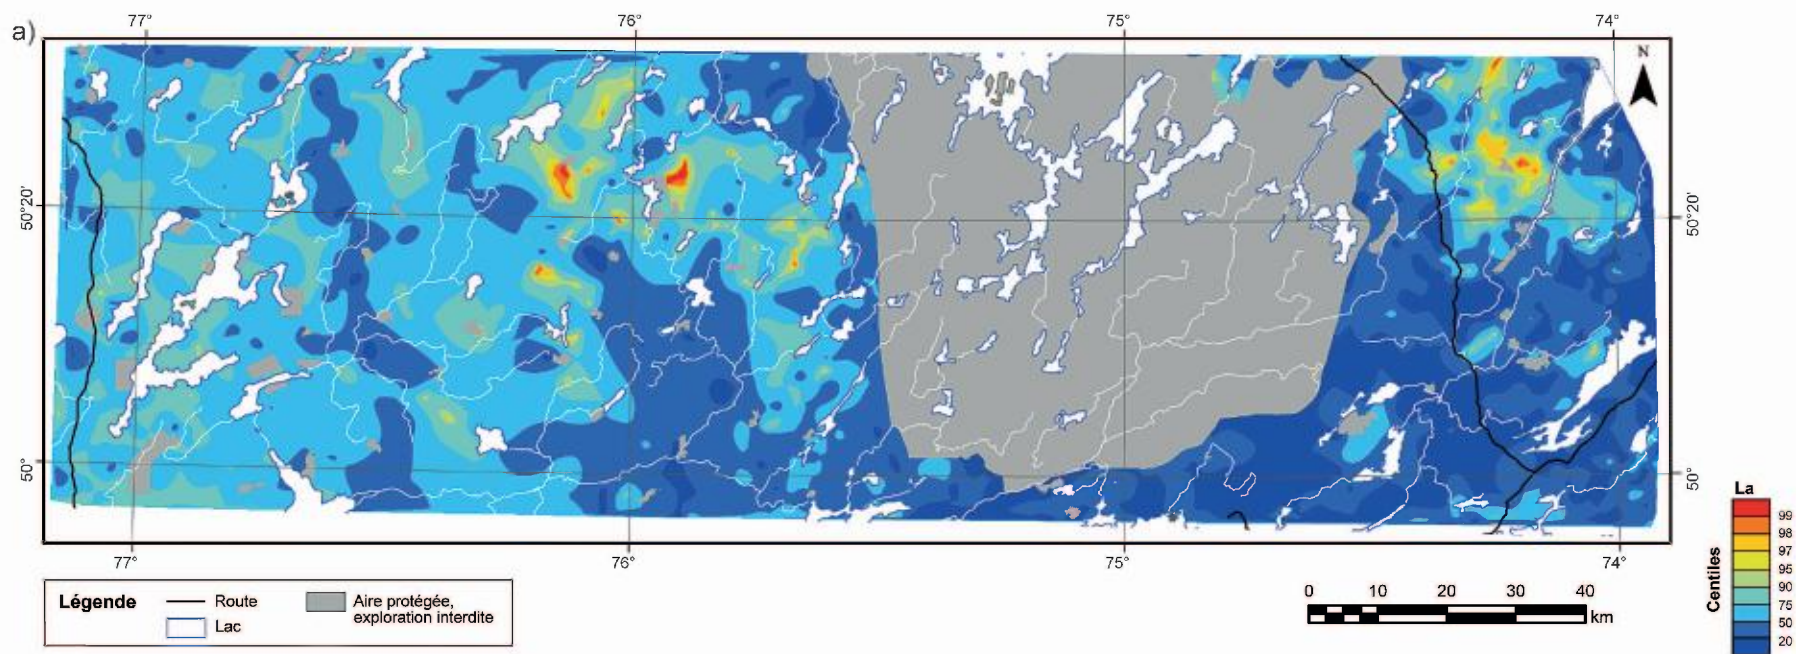 a)
77° 76° 75° 74°
N
50°20' 50°20'
50° 50°
77° 76° 75° 74°
Légende
Route
Lac
Aire protégée,
exploration interdite
0 10 20 30 40
km
La
Centiles
99
98
97
95
90
75
50
20